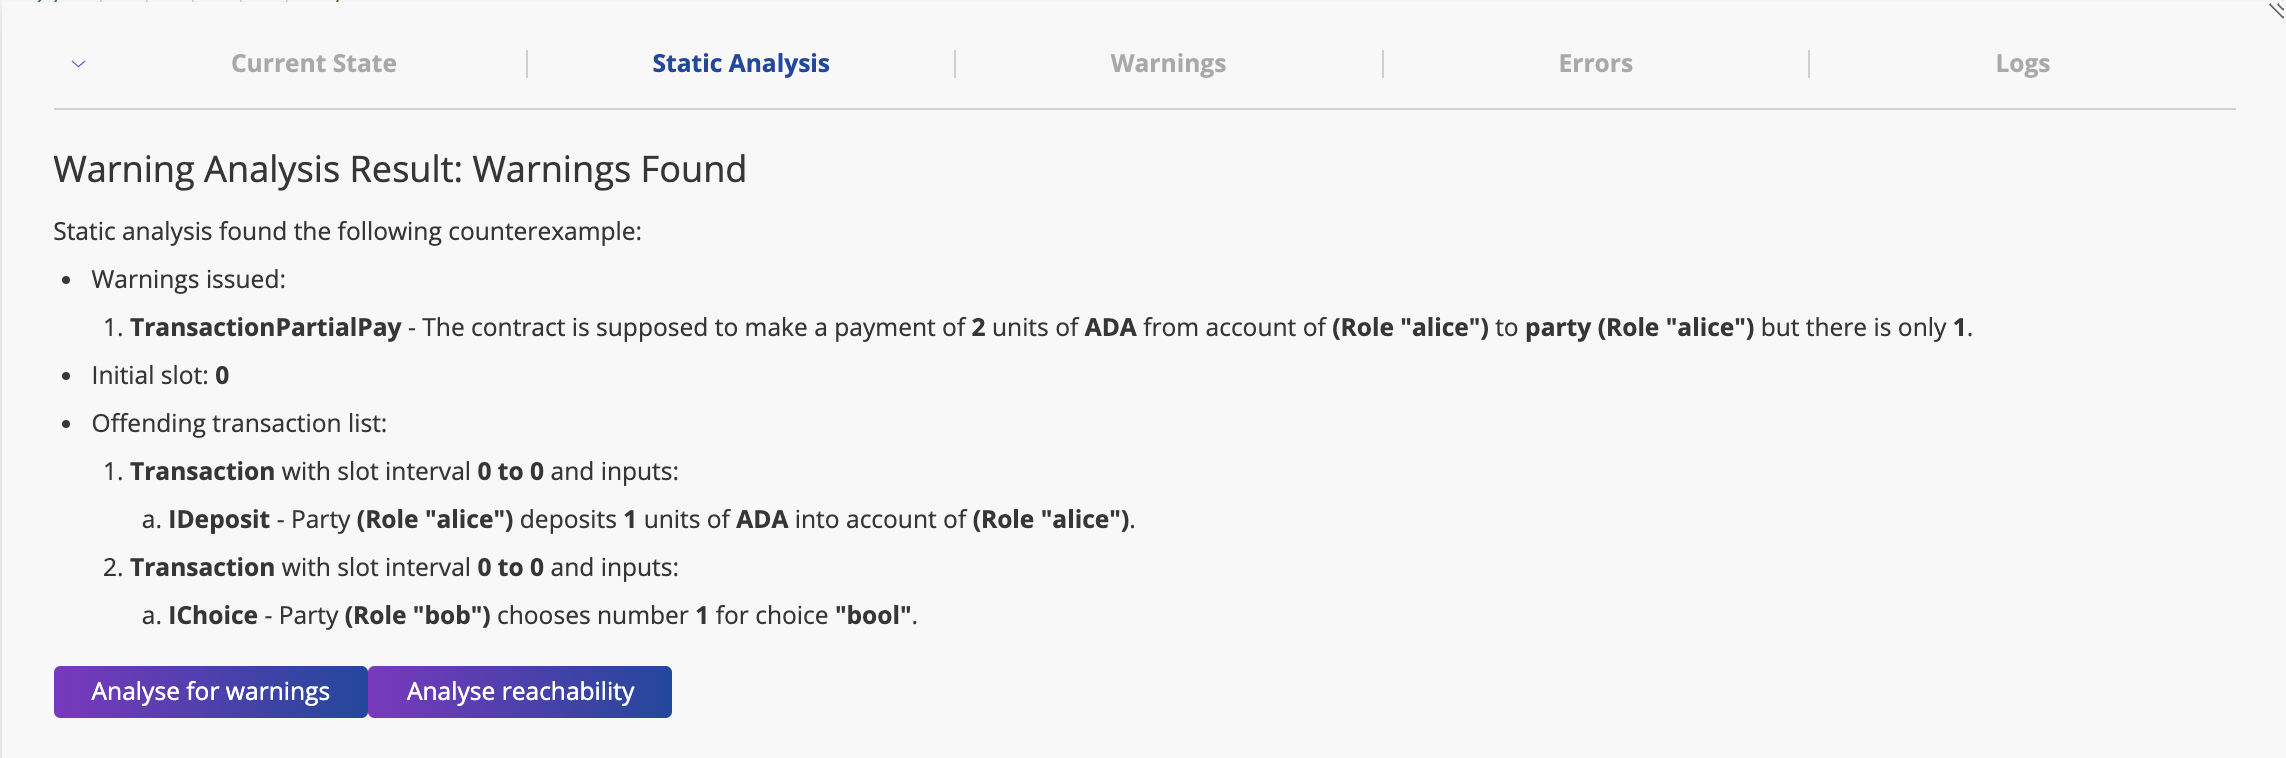 Current State
Static Analysis
Warnings
Errors
Logs
Warning Analysis Result: Warnings Found
Static analysis found the following counterexample:
• Warnings issued:
1. TransactionPartialPay - The contract is supposed to make a payment of 2 units of ADA from account of (Role "alice") to party (Role "alice") but there is only 1.
• Initial slot: 0
• Offending transaction list:
1. Transaction with slot interval 0 to 0 and inputs:
a. IDeposit - Party (Role "alice") deposits 1 units of ADA into account of (Role "alice").
2. Transaction with slot interval 0 to 0 and inputs:
a. IChoice - Party (Role "bob") chooses number 1 for choice "bool".
Analyse for warnings
Analyse reachability